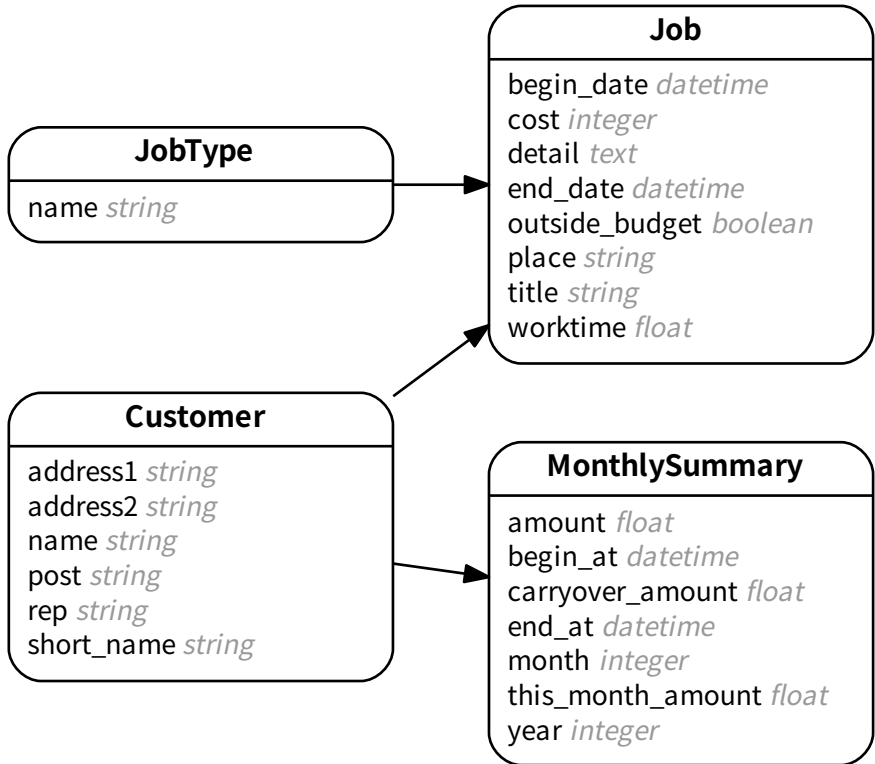 JobType
name string
Job
begin_date datetime
cost integer
detail text
end_date datetime
outside_budget boolean
place string
title string
worktime float
Customer
address1 string
address2 string
name string
post string
rep string
short_name string
MonthlySummary
amount float
begin_at datetime
carryover_amount float
end_at datetime
month integer
this_month_amount float
year integer